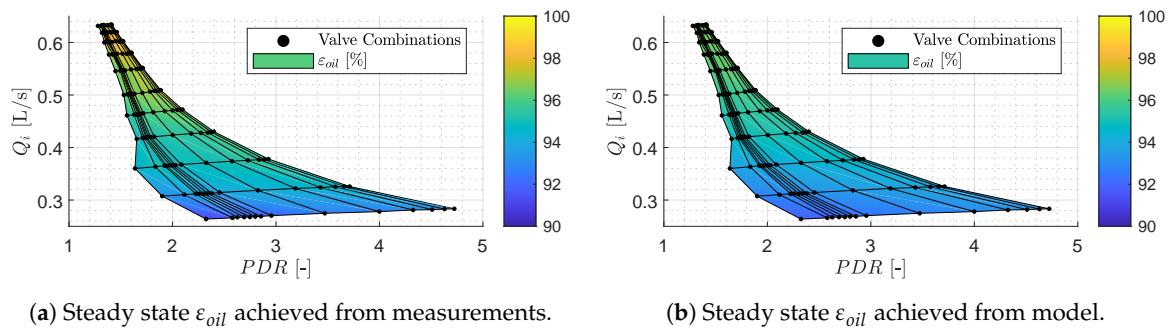 Valve Combinations
ε_oil [%]
Q_i [L/s]
0.6
0.5
0.4
0.3
1 2 3 4 5
PDR [-]
100
98
96
94
92
90
(a) Steady state ε_oil achieved from measurements.
Valve Combinations
ε_oil [%]
Q_i [L/s]
0.6
0.5
0.4
0.3
1 2 3 4 5
PDR [-]
100
98
96
94
92
90
(b) Steady state ε_oil achieved from model.